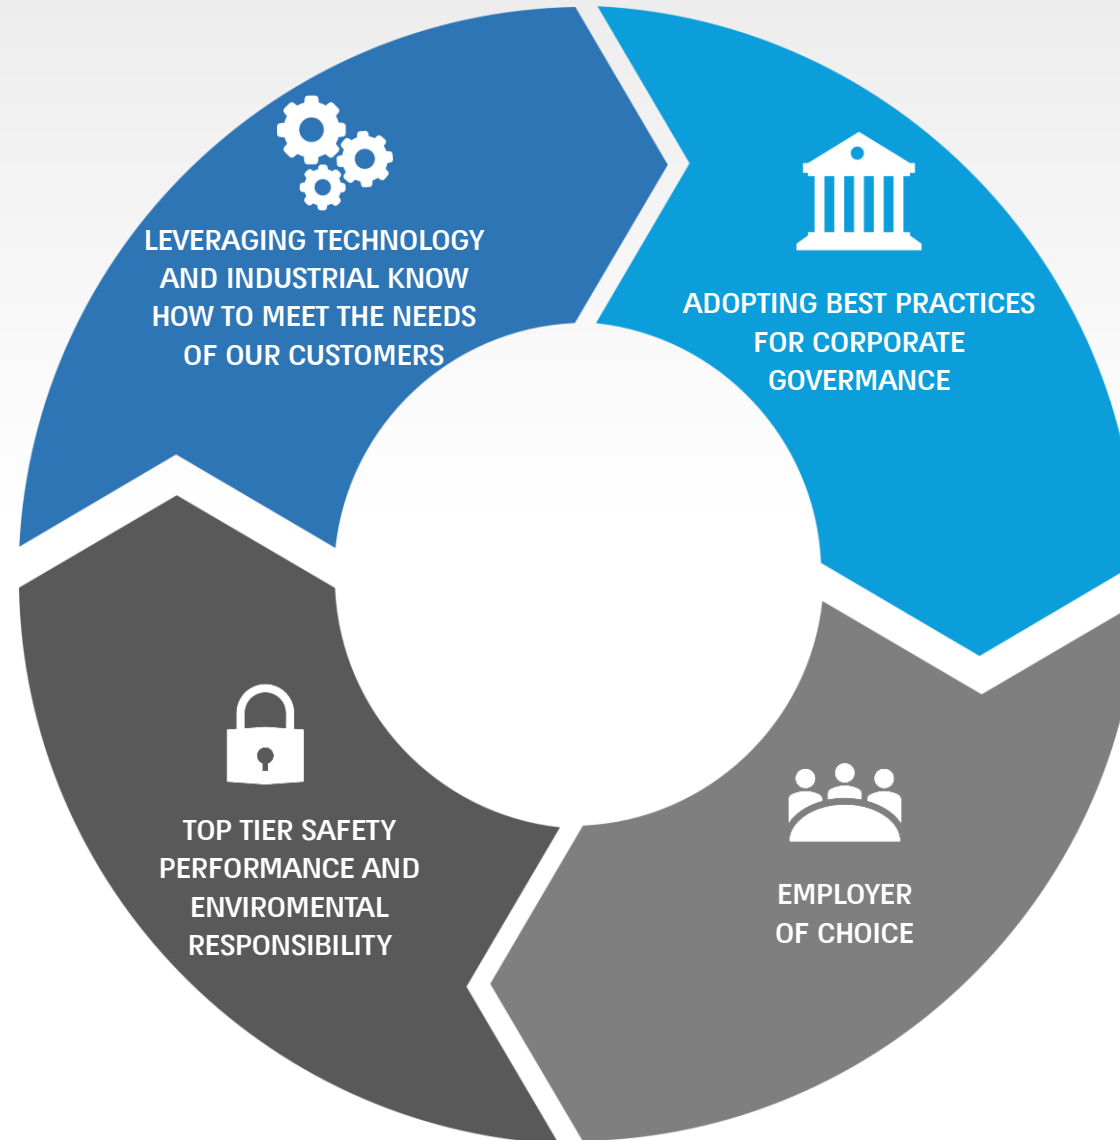 LEVERAGING TECHNOLOGY
AND INDUSTRIAL KNOW
HOW TO MEET THE NEEDS
OF OUR CUSTOMERS
ADOPTING BEST PRACTICES
FOR CORPORATE
GOVERMANCE
TOP TIER SAFETY
PERFORMANCE AND
ENVIROMENTAL
RESPONSIBILITY
EMPLOYER
OF CHOICE